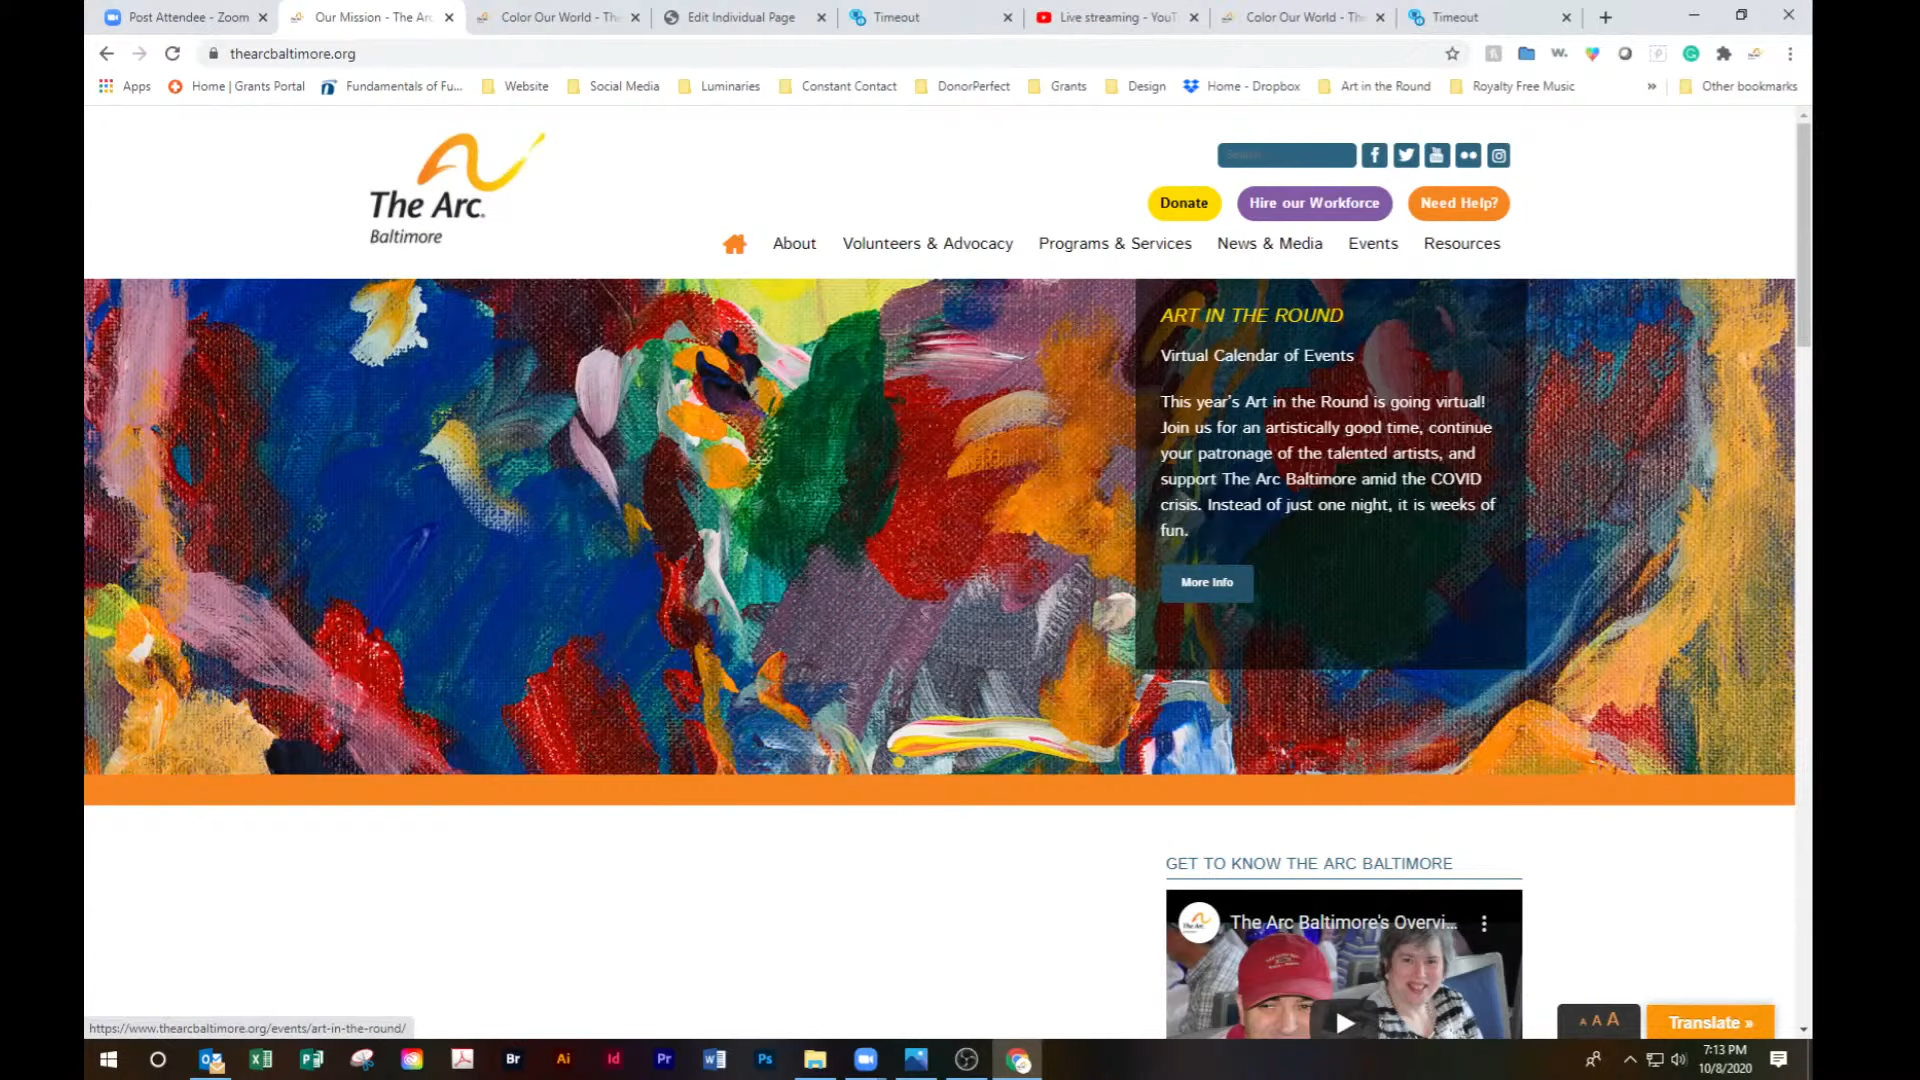 Post Attendee - Zoom
Our Mission - The Arc
Color Our World - The
Edit Individual Page
Timeout
Live streaming - YouT
Color Our World - The
Timeout
thearcbaltimore.org
Apps
Home | Grants Portal
Fundamentals of Fu...
Website
Social Media
Luminaries
Constant Contact
DonorPerfect
Grants
Design
Home - Dropbox
Art in the Round
Royalty Free Music
»
Other bookmarks
The Arc.
Baltimore
Donate
Hire our Workforce
Need Help?
About
Volunteers & Advocacy
Programs & Services
News & Media
Events
Resources
ART IN THE ROUND
Virtual Calendar of Events
This year's Art in the Round is going virtual!
Join us for an artistically good time, continue
your patronage of the talented artists, and
support The Arc Baltimore amid the COVID
crisis. Instead of just one night, it is weeks of
fun.
More Info
GET TO KNOW THE ARC BALTIMORE
The Arc Baltimore's Overvi...
A A A
Translate »
https://www.thearcbaltimore.org/events/art-in-the-round/
Br
Ai
Id
Pr
Ps
7:13 PM
10/8/2020